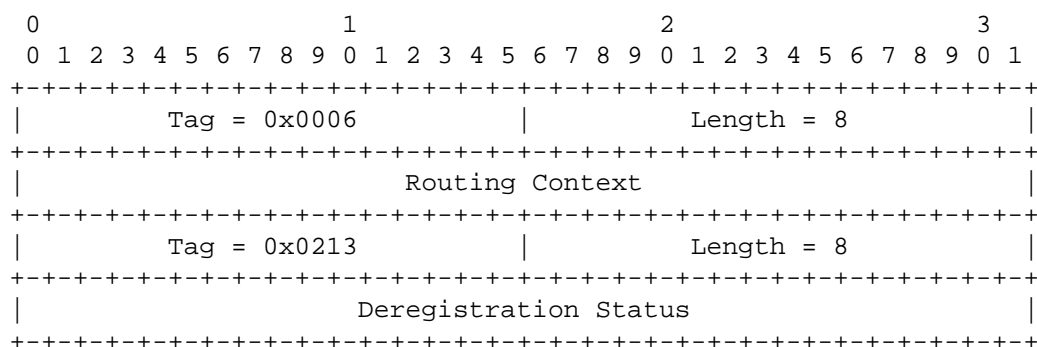 0                   1                   2                   3
 0 1 2 3 4 5 6 7 8 9 0 1 2 3 4 5 6 7 8 9 0 1 2 3 4 5 6 7 8 9 0 1
+-+-+-+-+-+-+-+-+-+-+-+-+-+-+-+-+-+-+-+-+-+-+-+-+-+-+-+-+-+-+-+-+
|         Tag = 0x0006          |          Length = 8           |
+-+-+-+-+-+-+-+-+-+-+-+-+-+-+-+-+-+-+-+-+-+-+-+-+-+-+-+-+-+-+-+-+
|                        Routing Context                        |
+-+-+-+-+-+-+-+-+-+-+-+-+-+-+-+-+-+-+-+-+-+-+-+-+-+-+-+-+-+-+-+-+
|         Tag = 0x0213          |          Length = 8           |
+-+-+-+-+-+-+-+-+-+-+-+-+-+-+-+-+-+-+-+-+-+-+-+-+-+-+-+-+-+-+-+-+
|                     Deregistration Status                     |
+-+-+-+-+-+-+-+-+-+-+-+-+-+-+-+-+-+-+-+-+-+-+-+-+-+-+-+-+-+-+-+-+